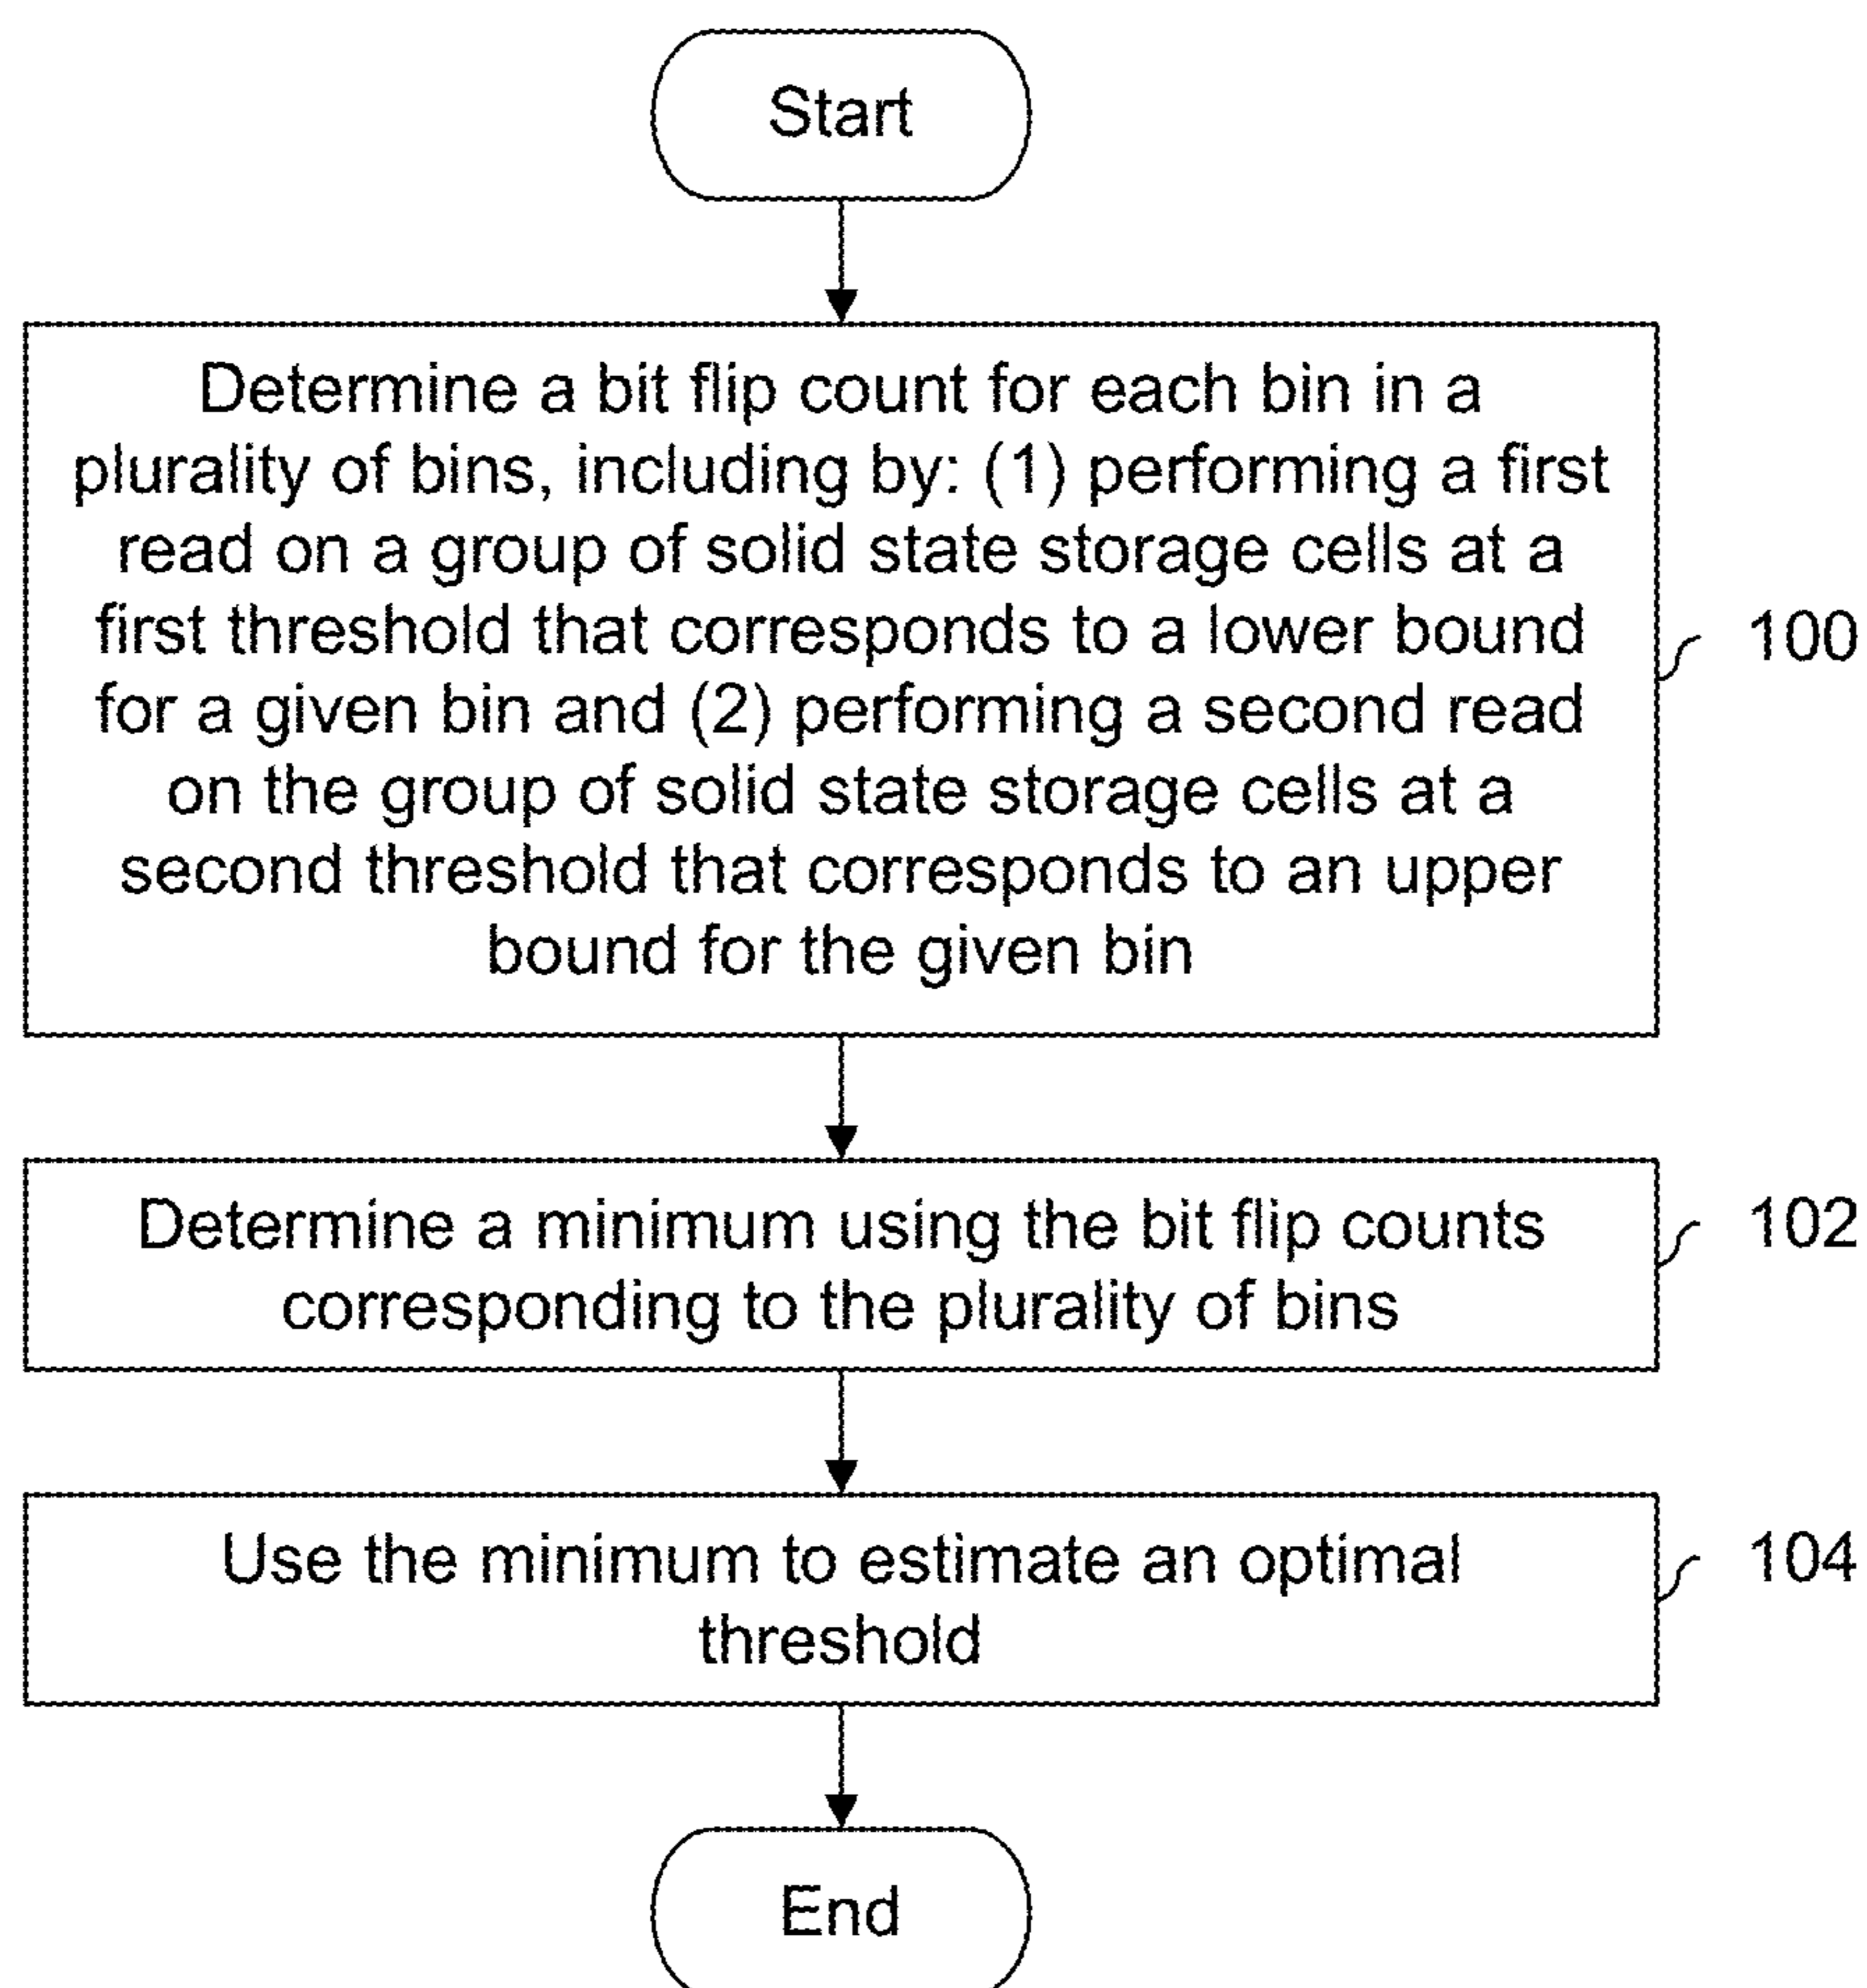 Start
Determine a bit flip count for each bin in a
plurality of bins, including by: (1) performing a first
read on a group of solid state storage cells at a
first threshold that corresponds to a lower bound
for a given bin and (2) performing a second read
on the group of solid state storage cells at a
second threshold that corresponds to an upper
bound for the given bin
100
Determine a minimum using the bit flip counts
corresponding to the plurality of bins
102
Use the minimum to estimate an optimal
threshold
104
End